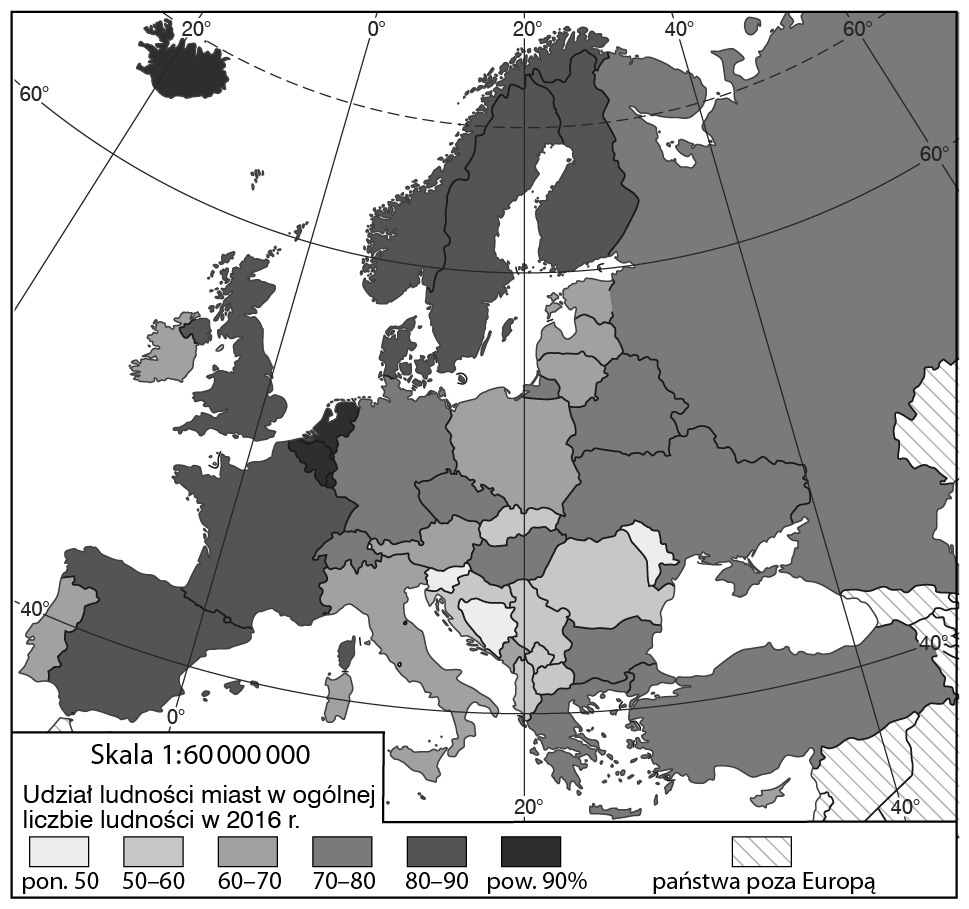 20°
0°
20°
40°
60°
60°
60°
40°
40°
0°
20°
40°
Skala 1:60 000 000
Udział ludności miast w ogólnej
liczbie ludności w 2016 r.
pon. 50
50–60
60–70
70–80
80–90
pow. 90%
państwa poza Europą